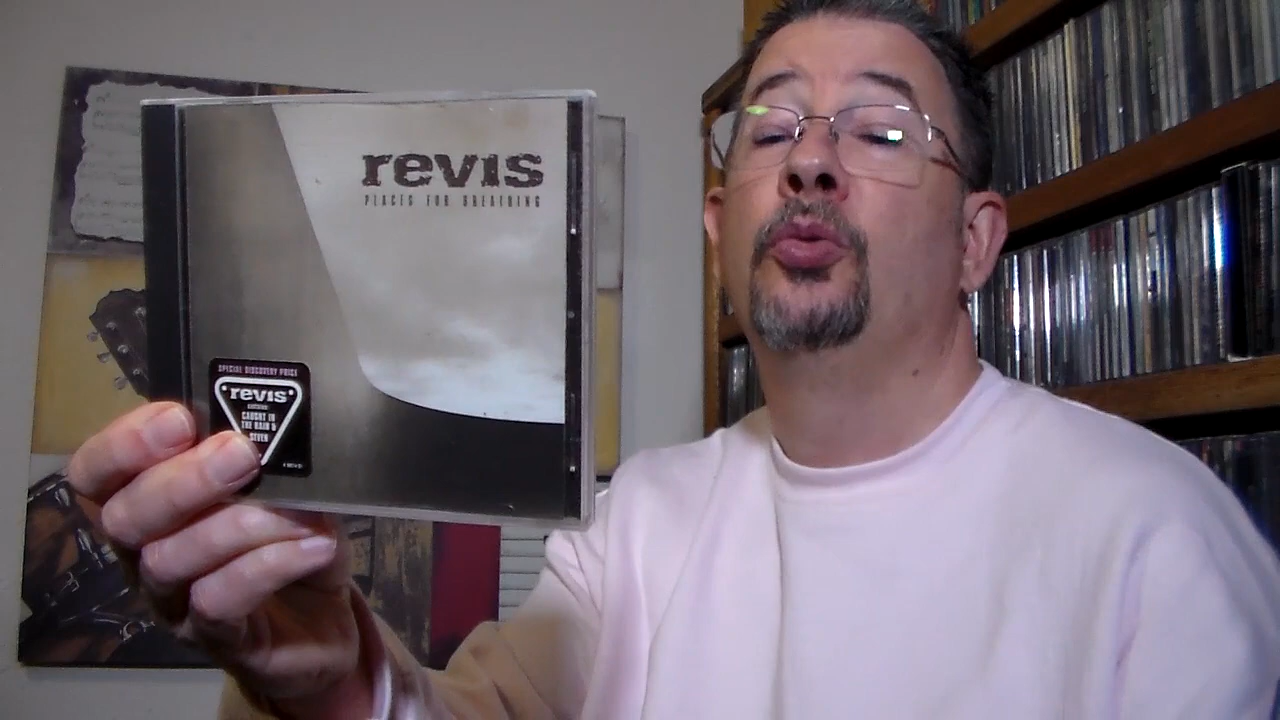 revis
PLACES FOR BREATHING
SPECIAL DISCOVERY PRICE
revis
CAUGHT IN
THE RAIN &
SEVEN